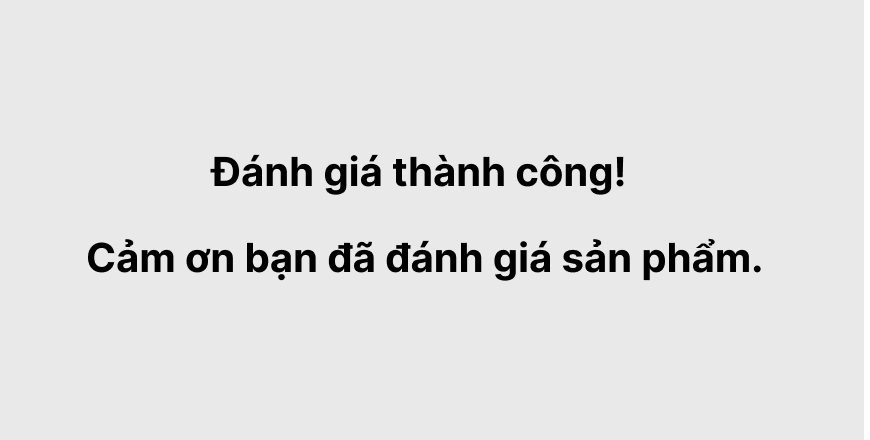 Đánh giá thành công!
Cảm ơn bạn đã đánh giá sản phẩm.